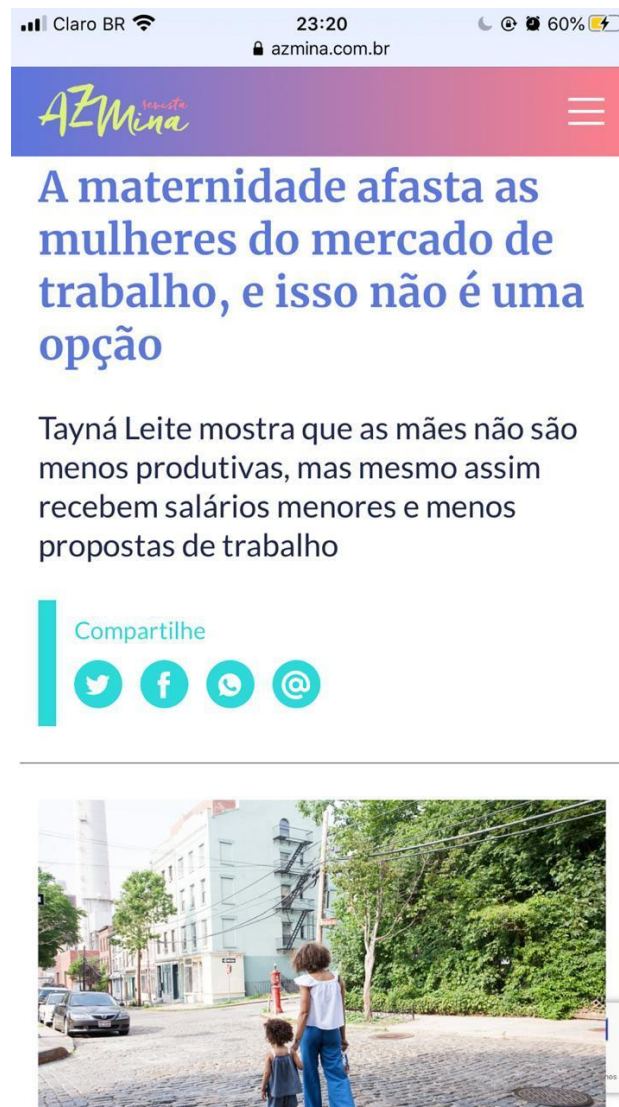 Claro BR 23:20 60%
azmina.com.br
AZMina revista
A maternidade afasta as
mulheres do mercado de
trabalho, e isso não é uma
opção
Tayná Leite mostra que as mães não são
menos produtivas, mas mesmo assim
recebem salários menores e menos
propostas de trabalho
Compartilhe